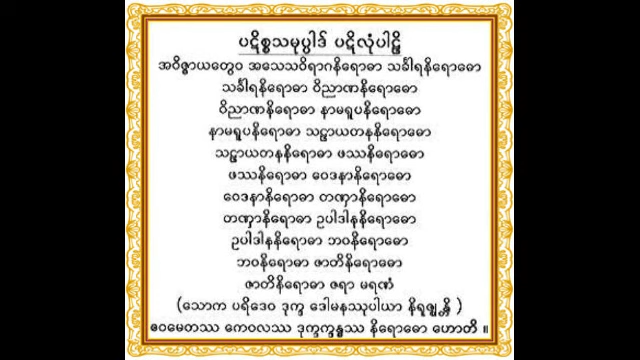 ပဋိစ္စသမုပ္ပါဒ် ပဋိလုံပါဠိ
အဝိဇ္ဇာယတွေဝ အသေသဝိရာဂနိရောဓာ သင်္ခါရနိရောဓော
သင်္ခါရနိရောဓာ ဝိညာဏနိရောဓော
ဝိညာဏနိရောဓာ နာမရူပနိရောဓော
နာမရူပနိရောဓာ သဠာယတနနိရောဓော
သဠာယတနနိရောဓာ ဖဿနိရောဓော
ဖဿနိရောဓာ ဝေဒနာနိရောဓော
ဝေဒနာနိရောဓာ တဏှာနိရောဓော
တဏှာနိရောဓာ ဥပါဒါနနိရောဓော
ဥပါဒါနနိရောဓာ ဘဝနိရောဓော
ဘဝနိရောဓာ ဇာတိနိရောဓော
ဇာတိနိရောဓာ ဇရာ မရဏံ
(သောက ပရိဒေဝ ဒုက္ခ ဒေါမနဿုပါယာ နိရုဇ္ဈန္တိ )
ဧဝမေတဿ ကေဝလဿ ဒုက္ခက္ခန္ဓဿ နိရောဓော ဟောတိ ။